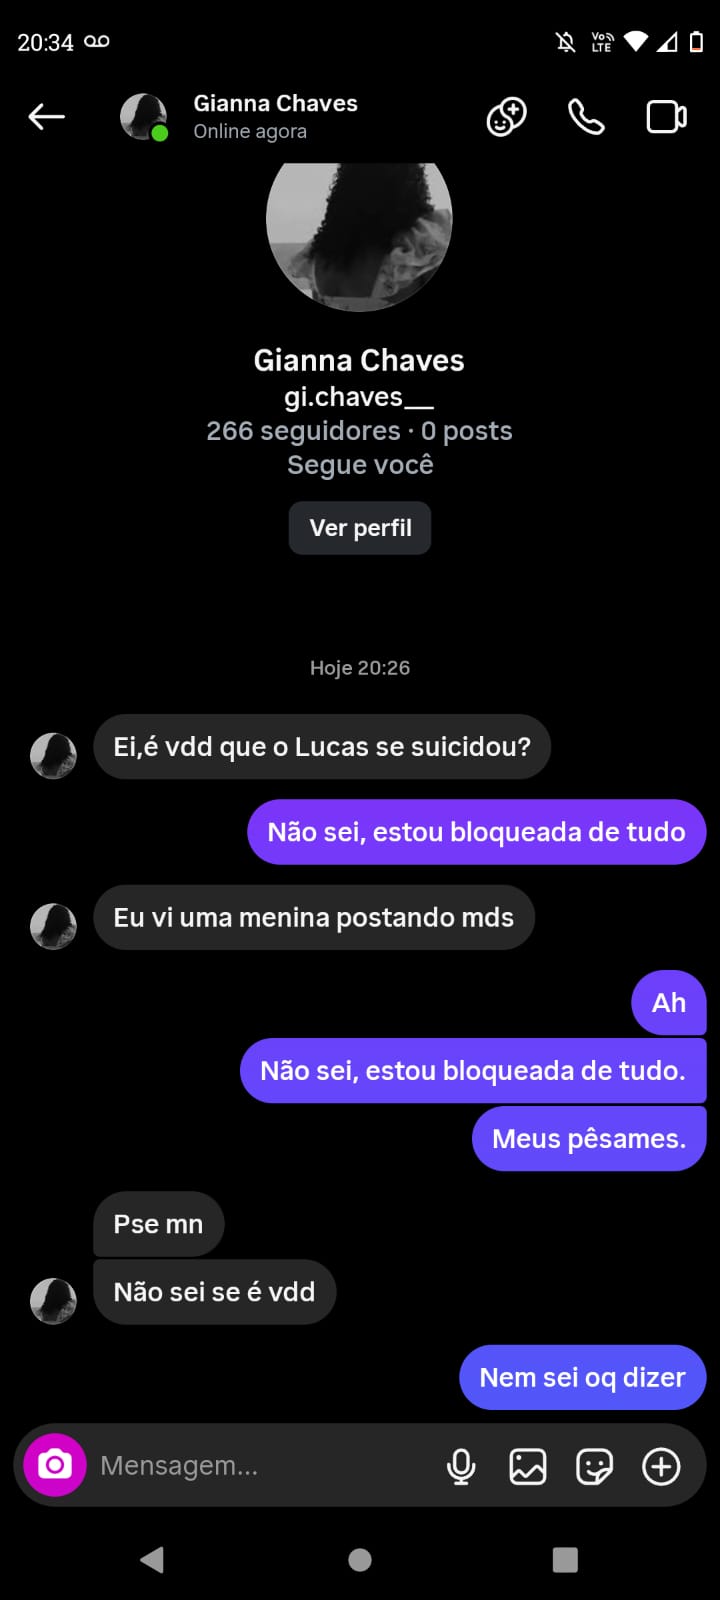 20:34
Vo))
LTE
Gianna Chaves
Online agora
Gianna Chaves
gi.chaves__
266 seguidores · 0 posts
Segue você
Ver perfil
Hoje 20:26
Ei,é vdd que o Lucas se suicidou?
Não sei, estou bloqueada de tudo
Eu vi uma menina postando mds
Ah
Não sei, estou bloqueada de tudo.
Meus pêsames.
Pse mn
Não sei se é vdd
Nem sei oq dizer
Mensagem...